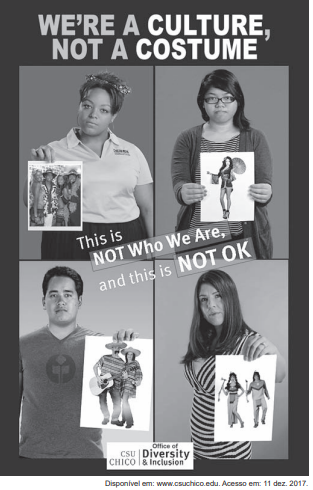 WE'RE A CULTURE,
NOT A COSTUME
This is
NOT Who We Are,
and this is NOT OK
Office of
CSU Diversity
CHICO & Inclusion
Disponível em: www.csuchico.edu. Acesso em: 11 dez. 2017.